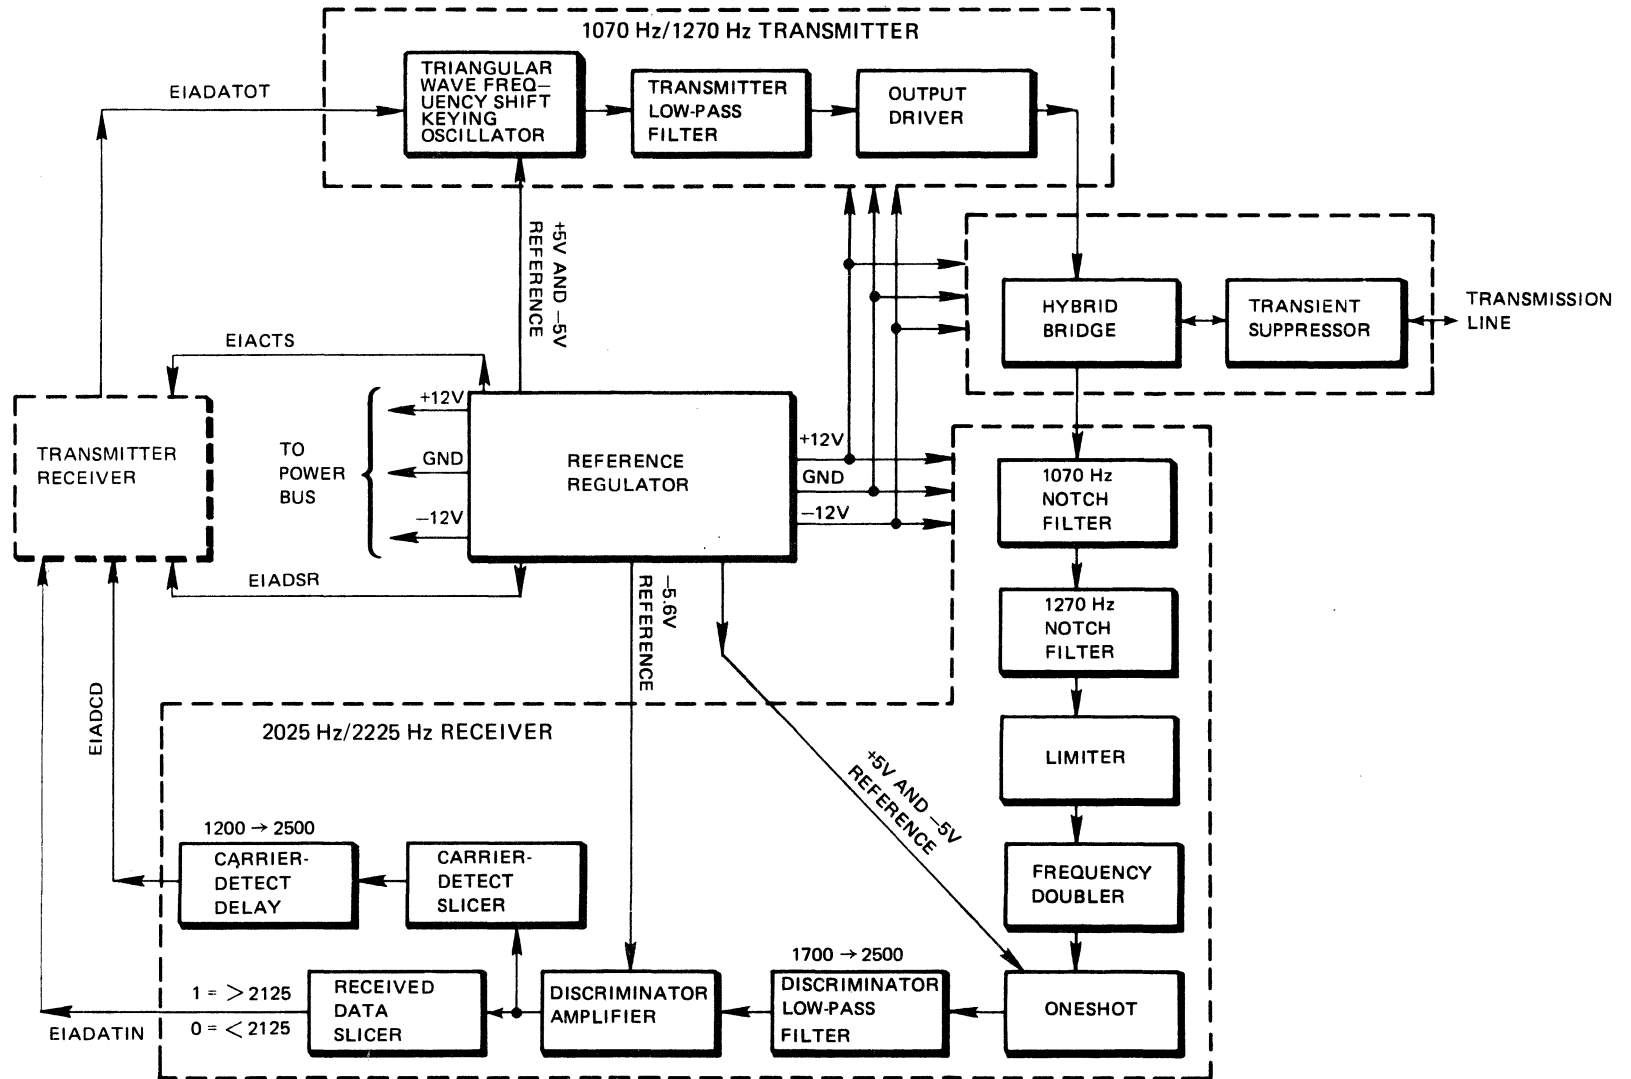 1070 Hz/1270 Hz TRANSMITTER
TRIANGULAR
WAVE FREQ–
UENCY SHIFT
KEYING
OSCILLATOR
TRANSMITTER
LOW-PASS
FILTER
OUTPUT
DRIVER
EIADATOT
+5V AND –5V
REFERENCE
HYBRID
BRIDGE
TRANSIENT
SUPPRESSOR
TRANSMISSION
LINE
EIACTS
TRANSMITTER
RECEIVER
TO
POWER
BUS
+12V
GND
–12V
REFERENCE
REGULATOR
+12V
GND
–12V
1070 Hz
NOTCH
FILTER
EIADSR
–5.6V
REFERENCE
1270 Hz
NOTCH
FILTER
EIADCD
2025 Hz/2225 Hz RECEIVER
LIMITER
+5V AND –5V
REFERENCE
1200 → 2500
CARRIER-
DETECT
DELAY
CARRIER-
DETECT
SLICER
FREQUENCY
DOUBLER
1 = > 2125
0 = < 2125
EIADATIN
RECEIVED
DATA
SLICER
DISCRIMINATOR
AMPLIFIER
1700 → 2500
DISCRIMINATOR
LOW-PASS
FILTER
ONESHOT